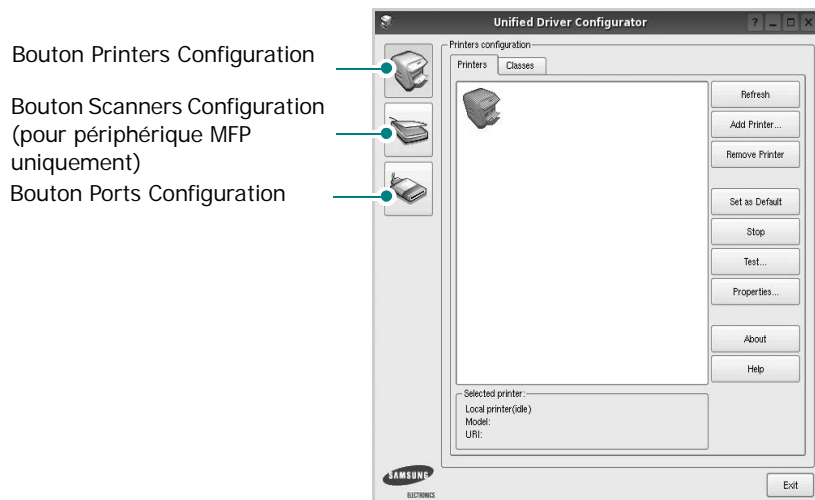 Unified Driver Configurator
Bouton Printers Configuration
Bouton Scanners Configuration
(pour périphérique MFP
uniquement)
Bouton Ports Configuration
Printers configuration
Printers
Classes
Refresh
Add Printer...
Remove Printer
Set as Default
Stop
Test...
Properties...
About
Help
Selected printer:
Local printer(idle)
Model:
URI:
SAMSUNG
ELECTRONICS
Exit